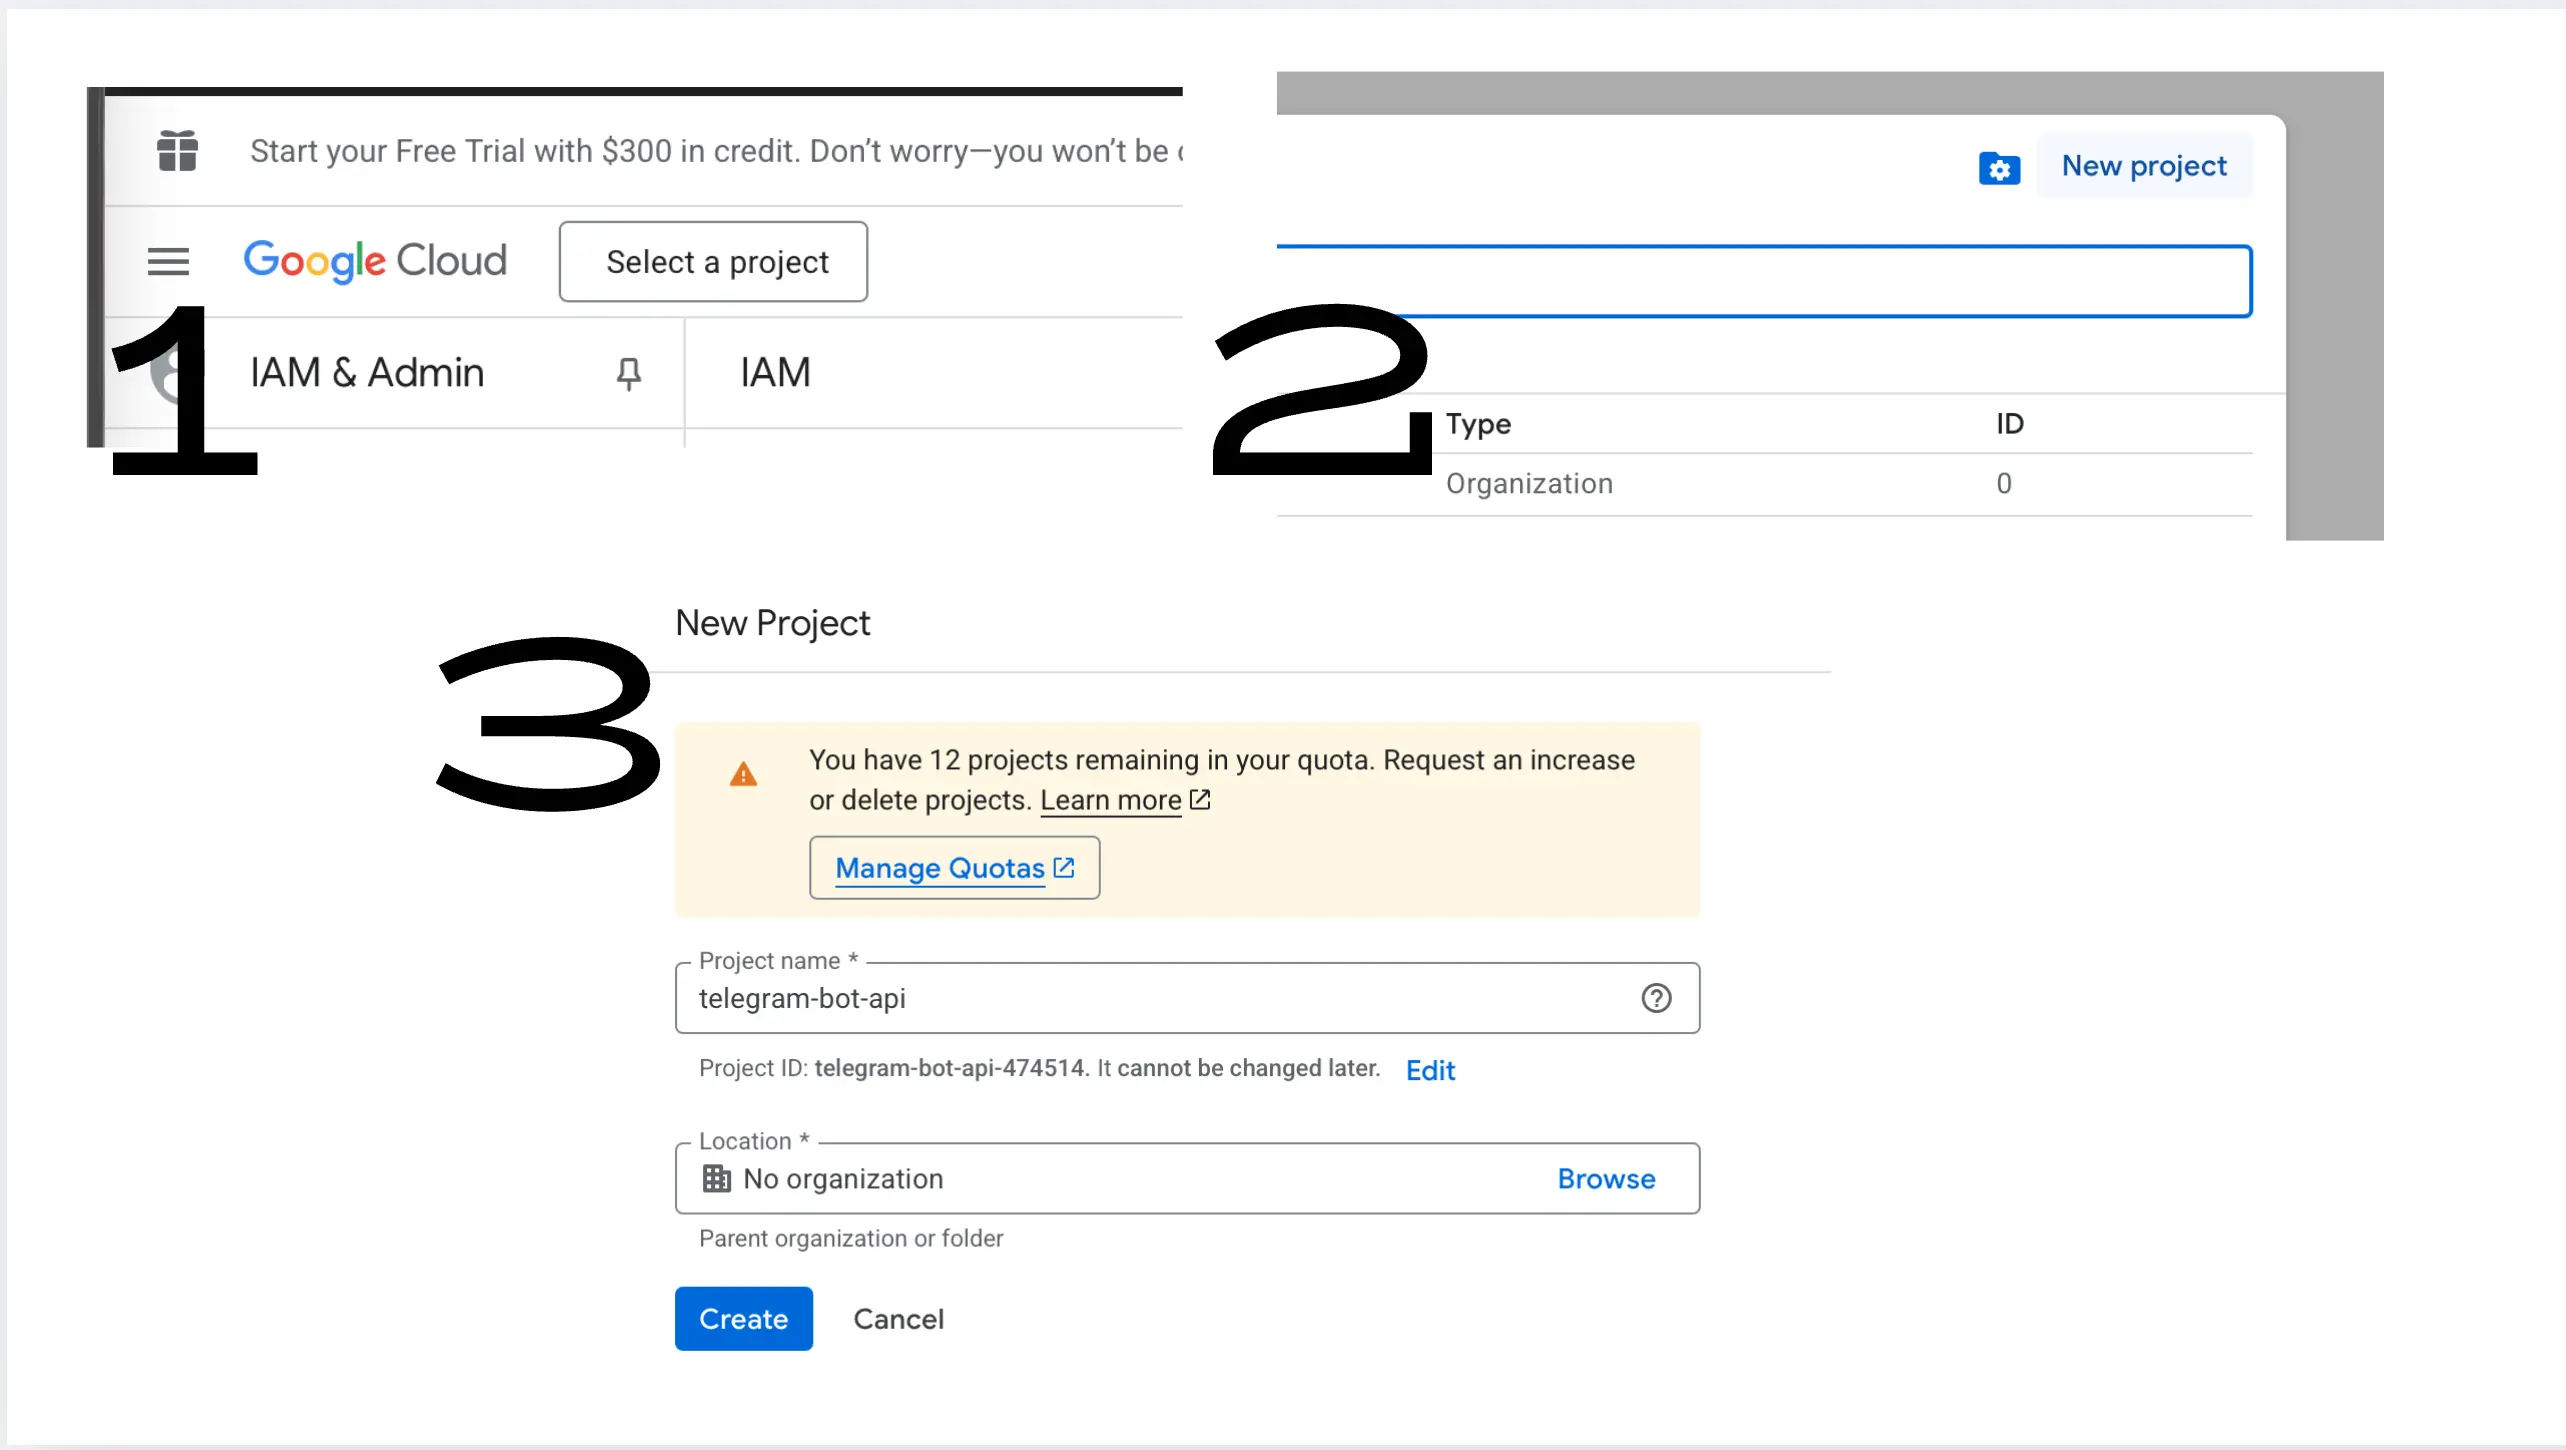 Start your Free Trial with $300 in credit. Don’t worry—you won’t be
Google Cloud
Select a project
1
IAM & Admin
IAM
New project
2
Type
ID
Organization
0
3
New Project
You have 12 projects remaining in your quota. Request an increase
or delete projects. Learn more
Manage Quotas
Project name *
telegram-bot-api
Project ID: telegram-bot-api-474514. It cannot be changed later. Edit
Location *
No organization
Browse
Parent organization or folder
Create
Cancel